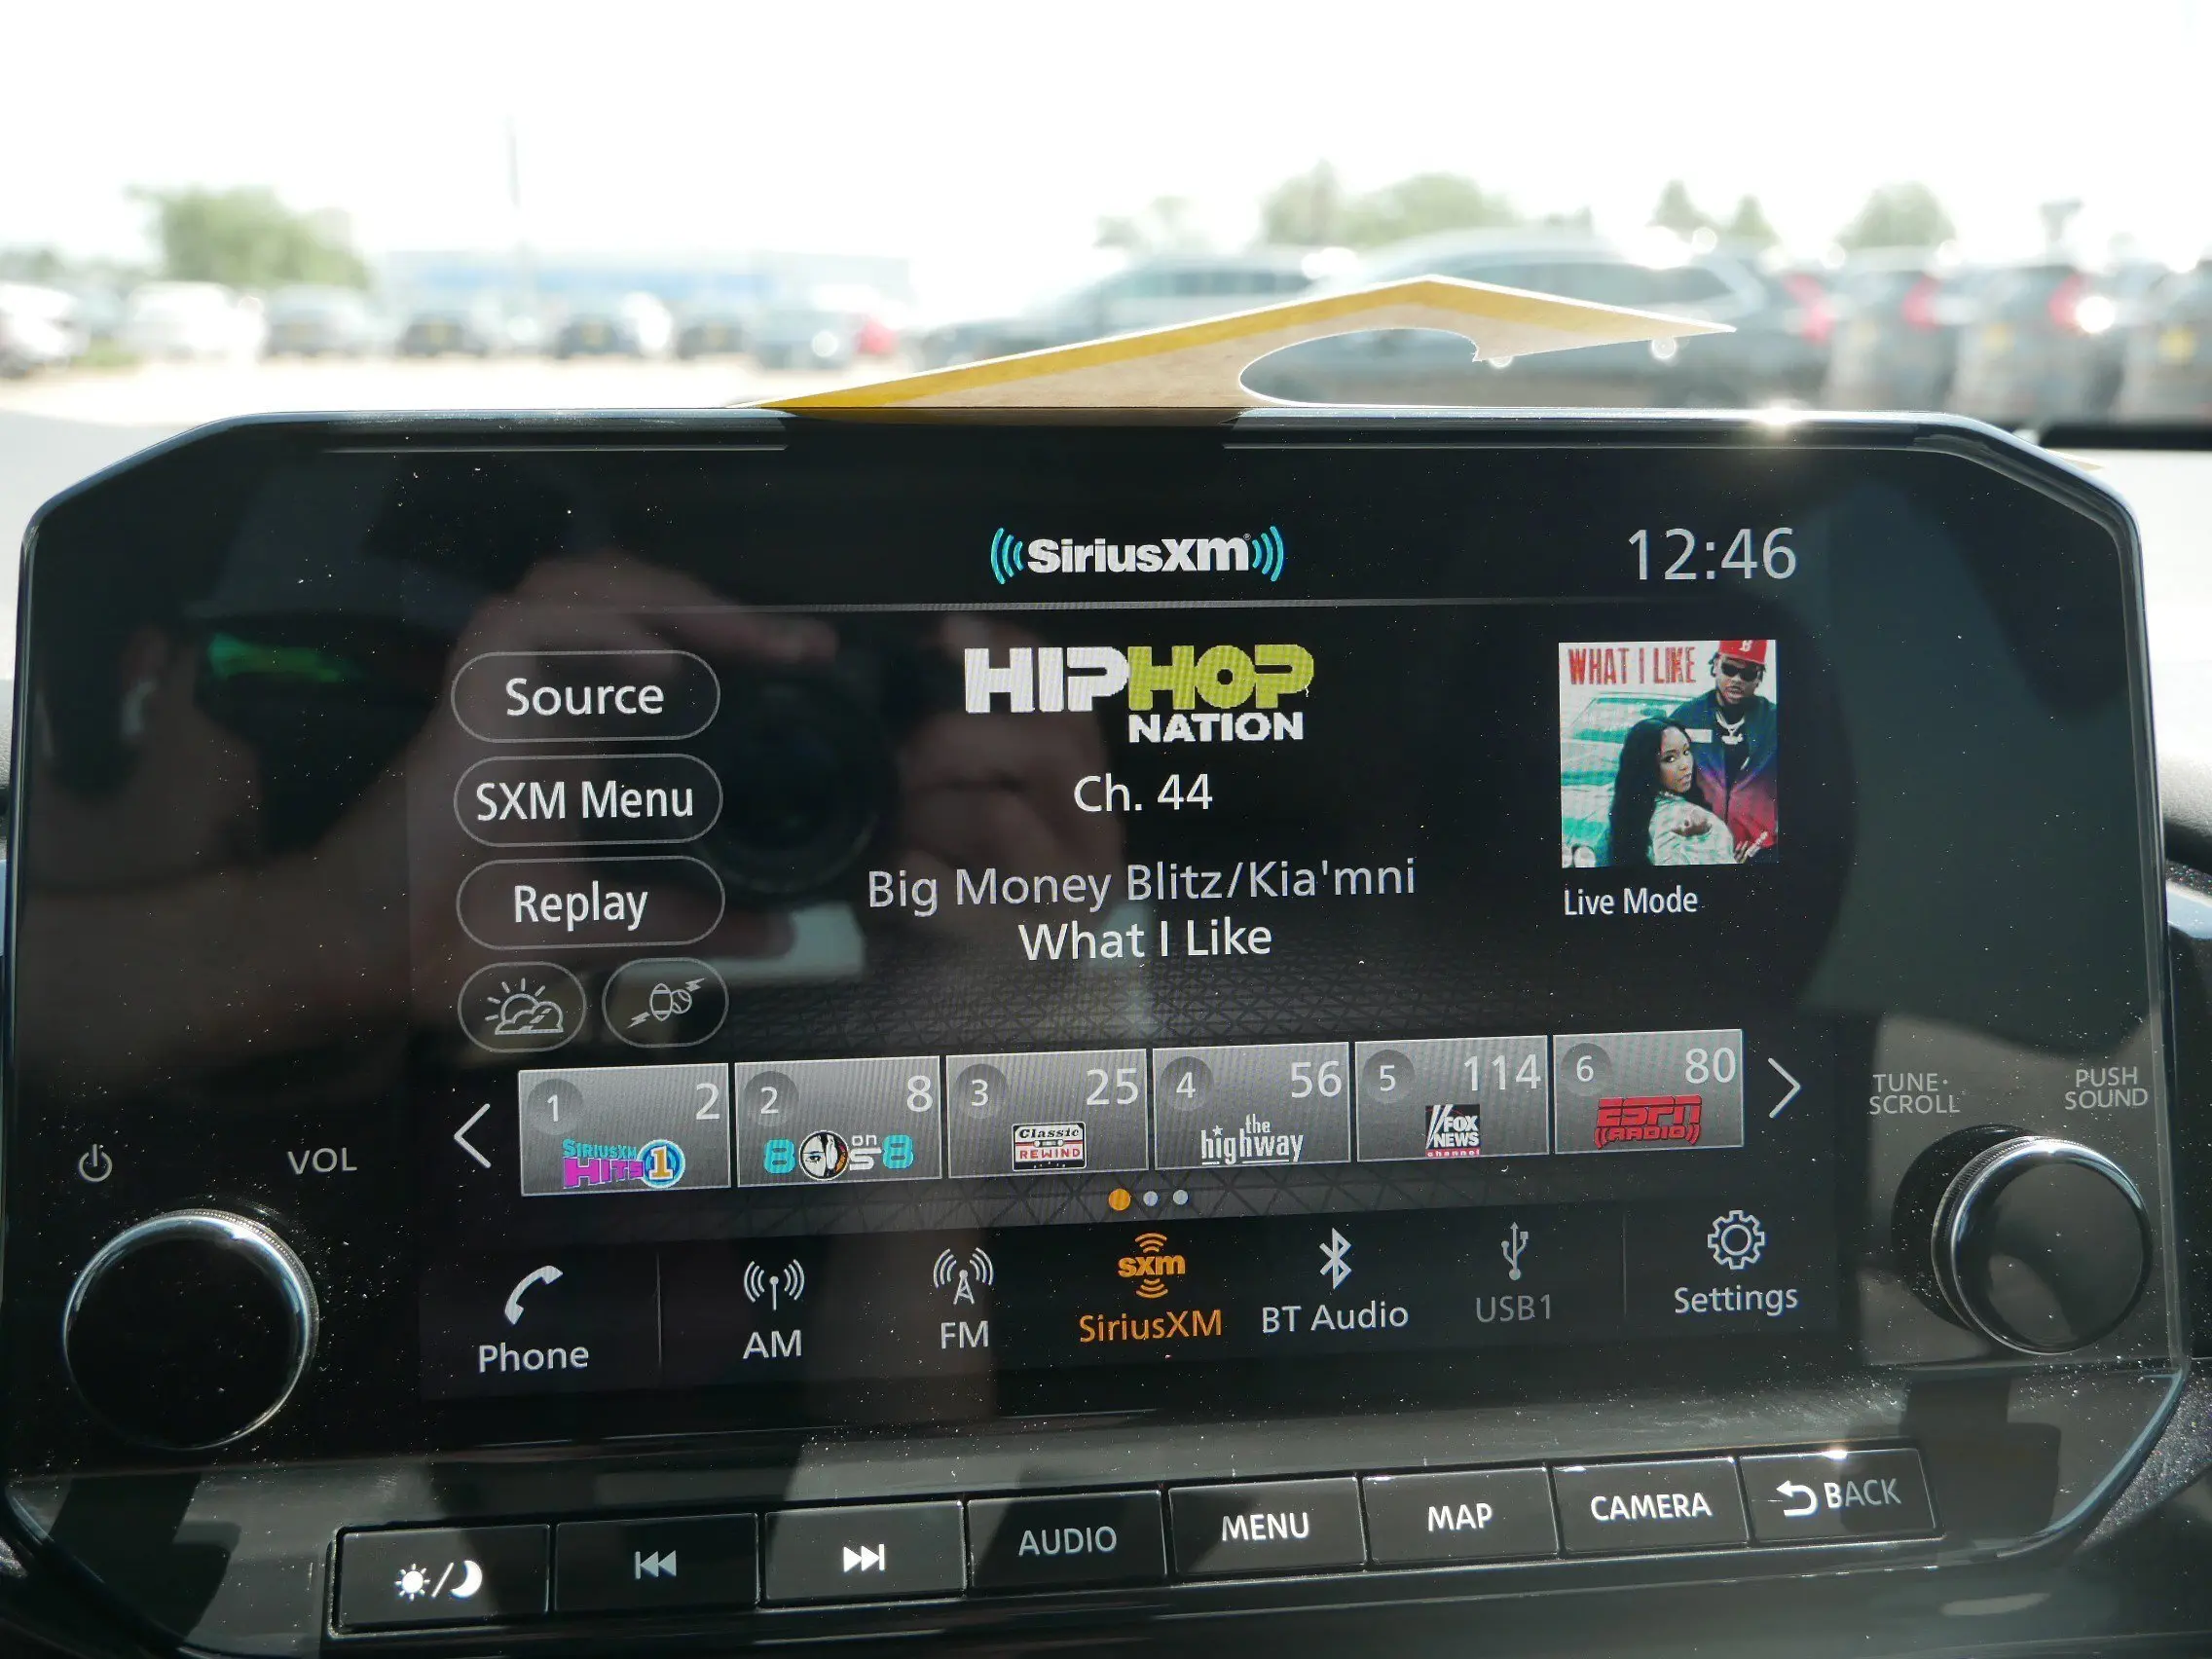 SiriusXM
12:46
Source
SXM Menu
Replay
HIPHOP
NATION
Ch. 44
Big Money Blitz/Kia'mni
What I Like
WHAT I LIKE
B
Live Mode
1 2
SIRIUSXM
HITS 1
2 8
8 on 8
3 25
Classic
REWIND
4 56
the
highway
5 114
FOX
NEWS
channel
6 80
ESPN
RADIO
TUNE·
SCROLL
PUSH
SOUND
VOL
Phone
AM
FM
sxm
SiriusXM
BT Audio
USB1
Settings
AUDIO
MENU
MAP
CAMERA
BACK